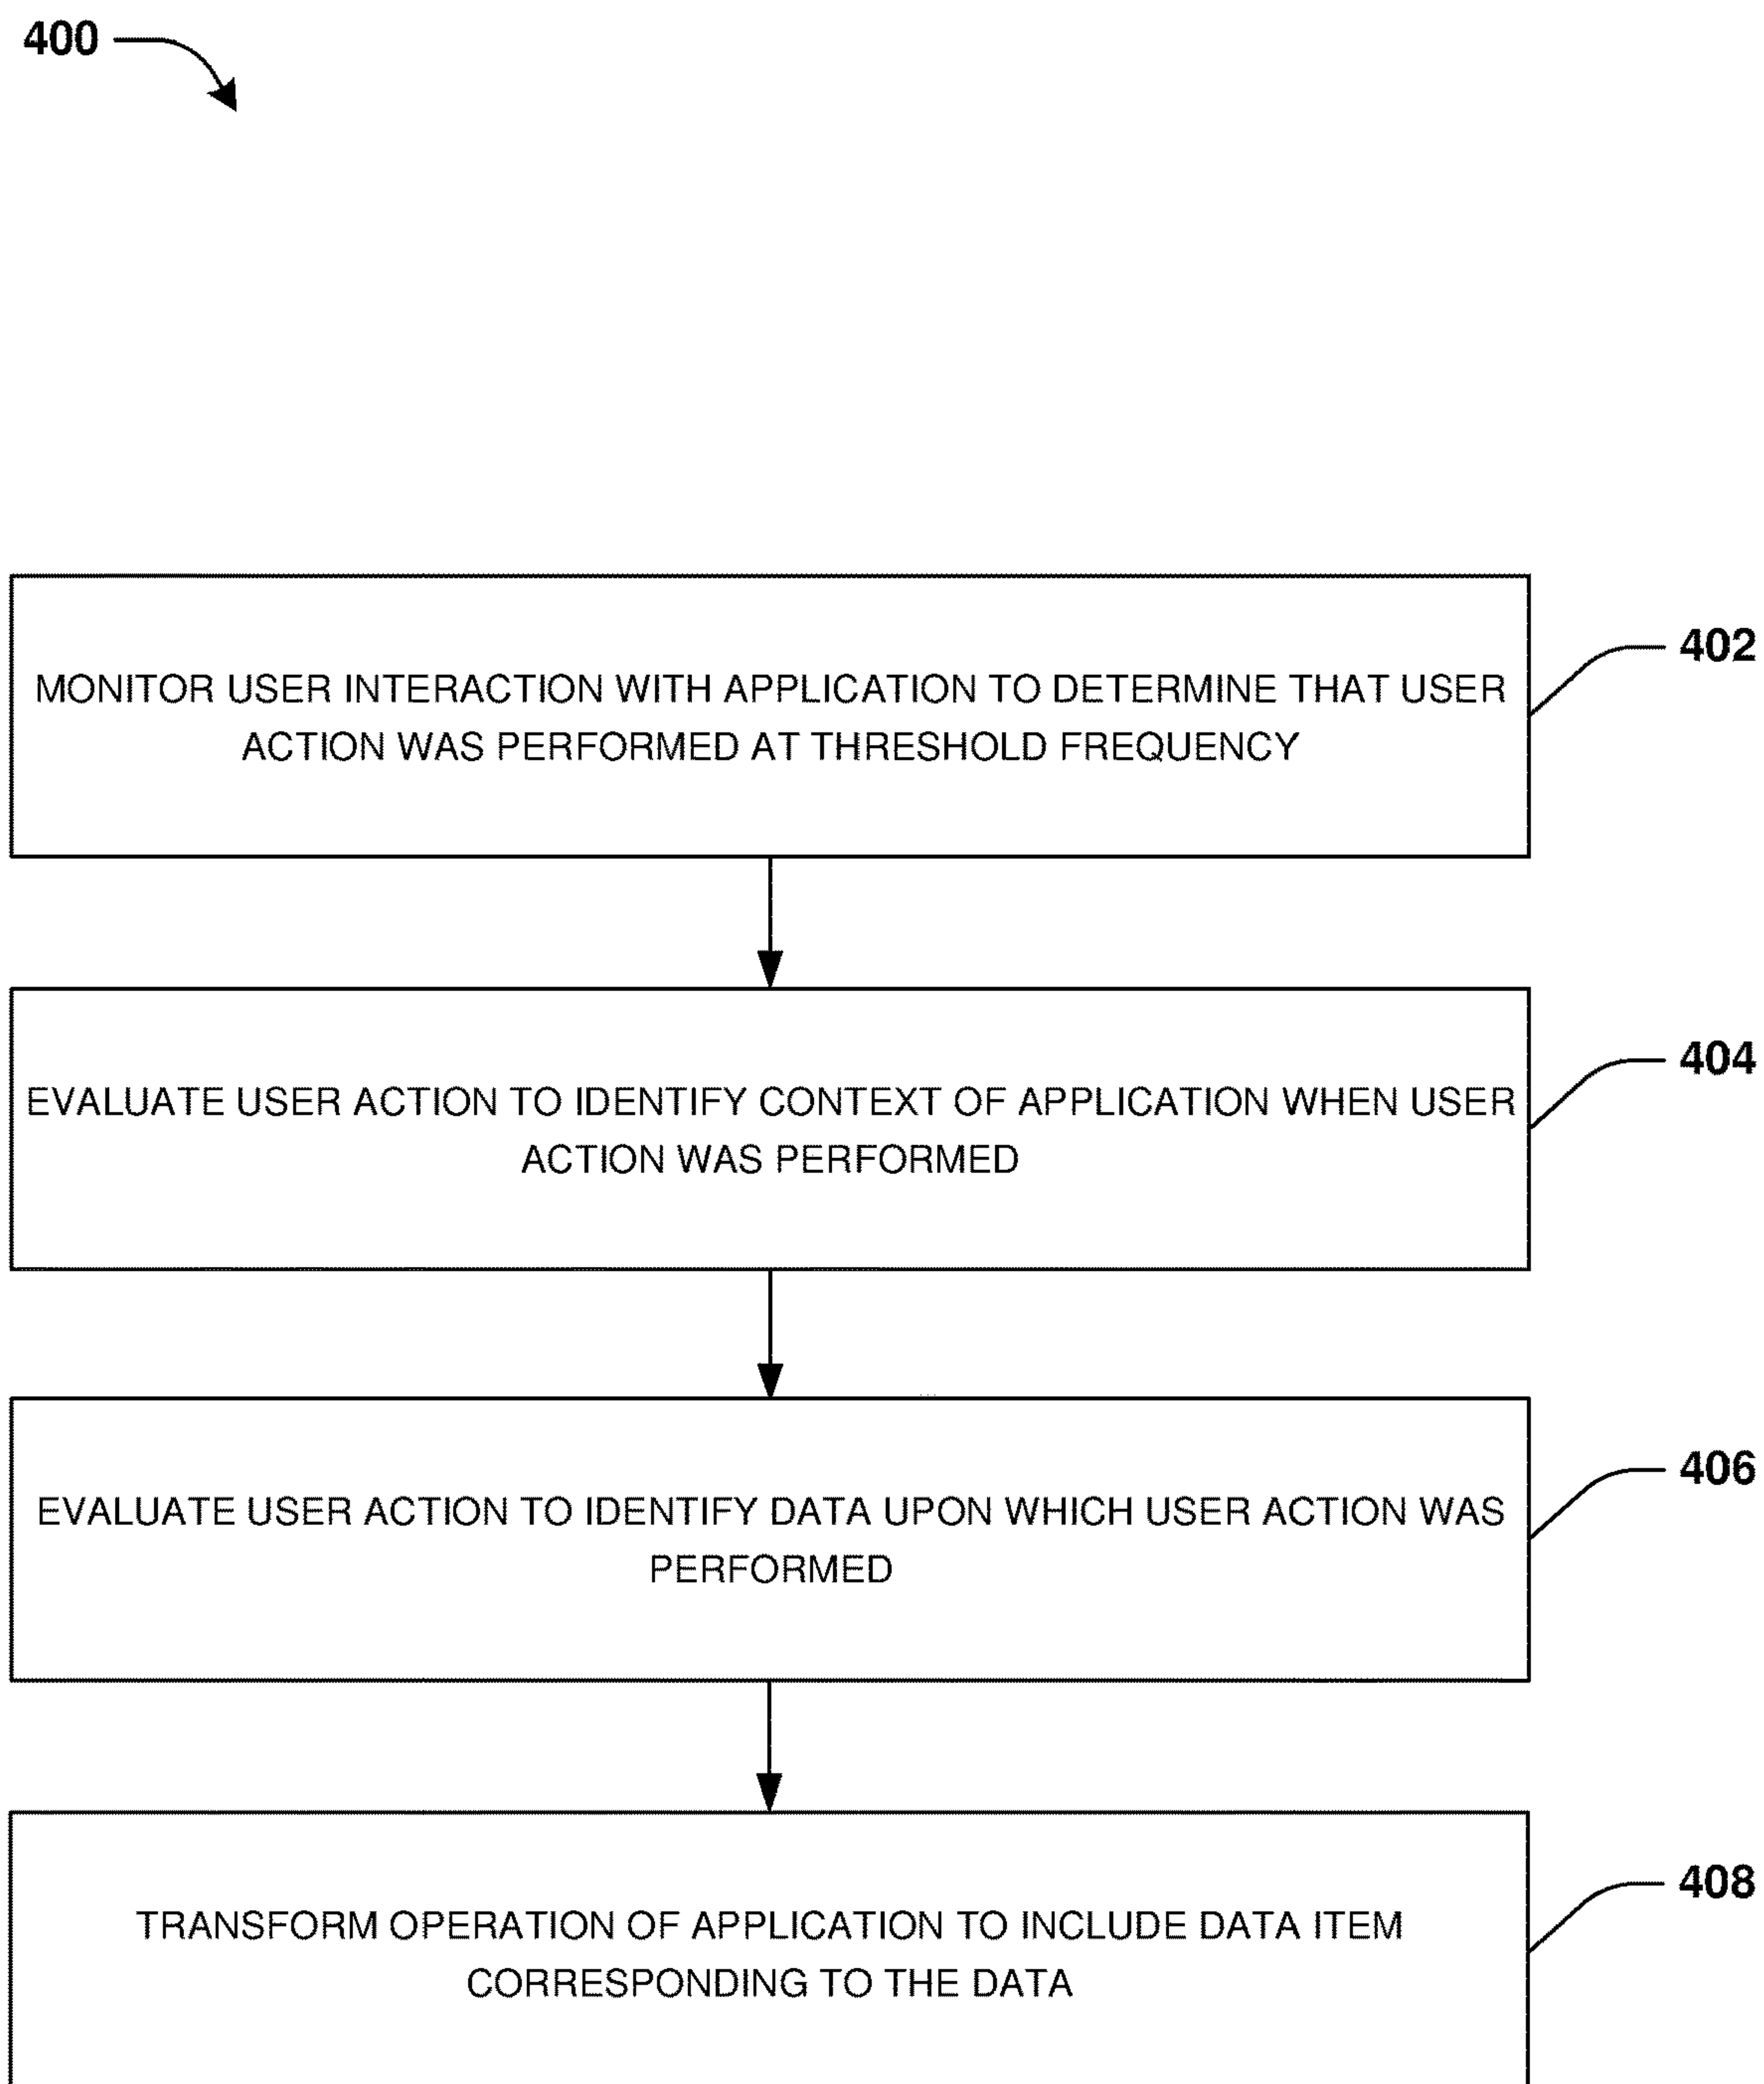 400
MONITOR USER INTERACTION WITH APPLICATION TO DETERMINE THAT USER
ACTION WAS PERFORMED AT THRESHOLD FREQUENCY
402
EVALUATE USER ACTION TO IDENTIFY CONTEXT OF APPLICATION WHEN USER
ACTION WAS PERFORMED
404
EVALUATE USER ACTION TO IDENTIFY DATA UPON WHICH USER ACTION WAS
PERFORMED
406
TRANSFORM OPERATION OF APPLICATION TO INCLUDE DATA ITEM
CORRESPONDING TO THE DATA
408